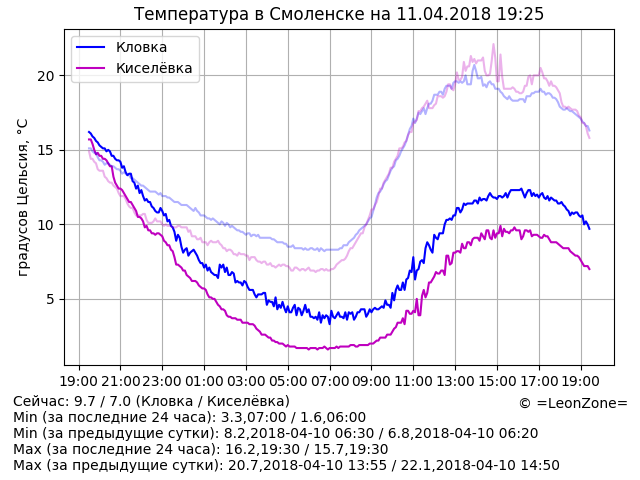 Температура в Смоленске на 11.04.2018 19:25
Кловка
Киселёвка
градусов Цельсия, °C
20
15
10
5
19:00 21:00 23:00 01:00 03:00 05:00 07:00 09:00 11:00 13:00 15:00 17:00 19:00
Сейчас: 9.7 / 7.0 (Кловка / Киселёвка)
© =LeonZone=
Min (за последние 24 часа): 3.3,07:00 / 1.6,06:00
Min (за предыдущие сутки): 8.2,2018-04-10 06:30 / 6.8,2018-04-10 06:20
Max (за последние 24 часа): 16.2,19:30 / 15.7,19:30
Max (за предыдущие сутки): 20.7,2018-04-10 13:55 / 22.1,2018-04-10 14:50